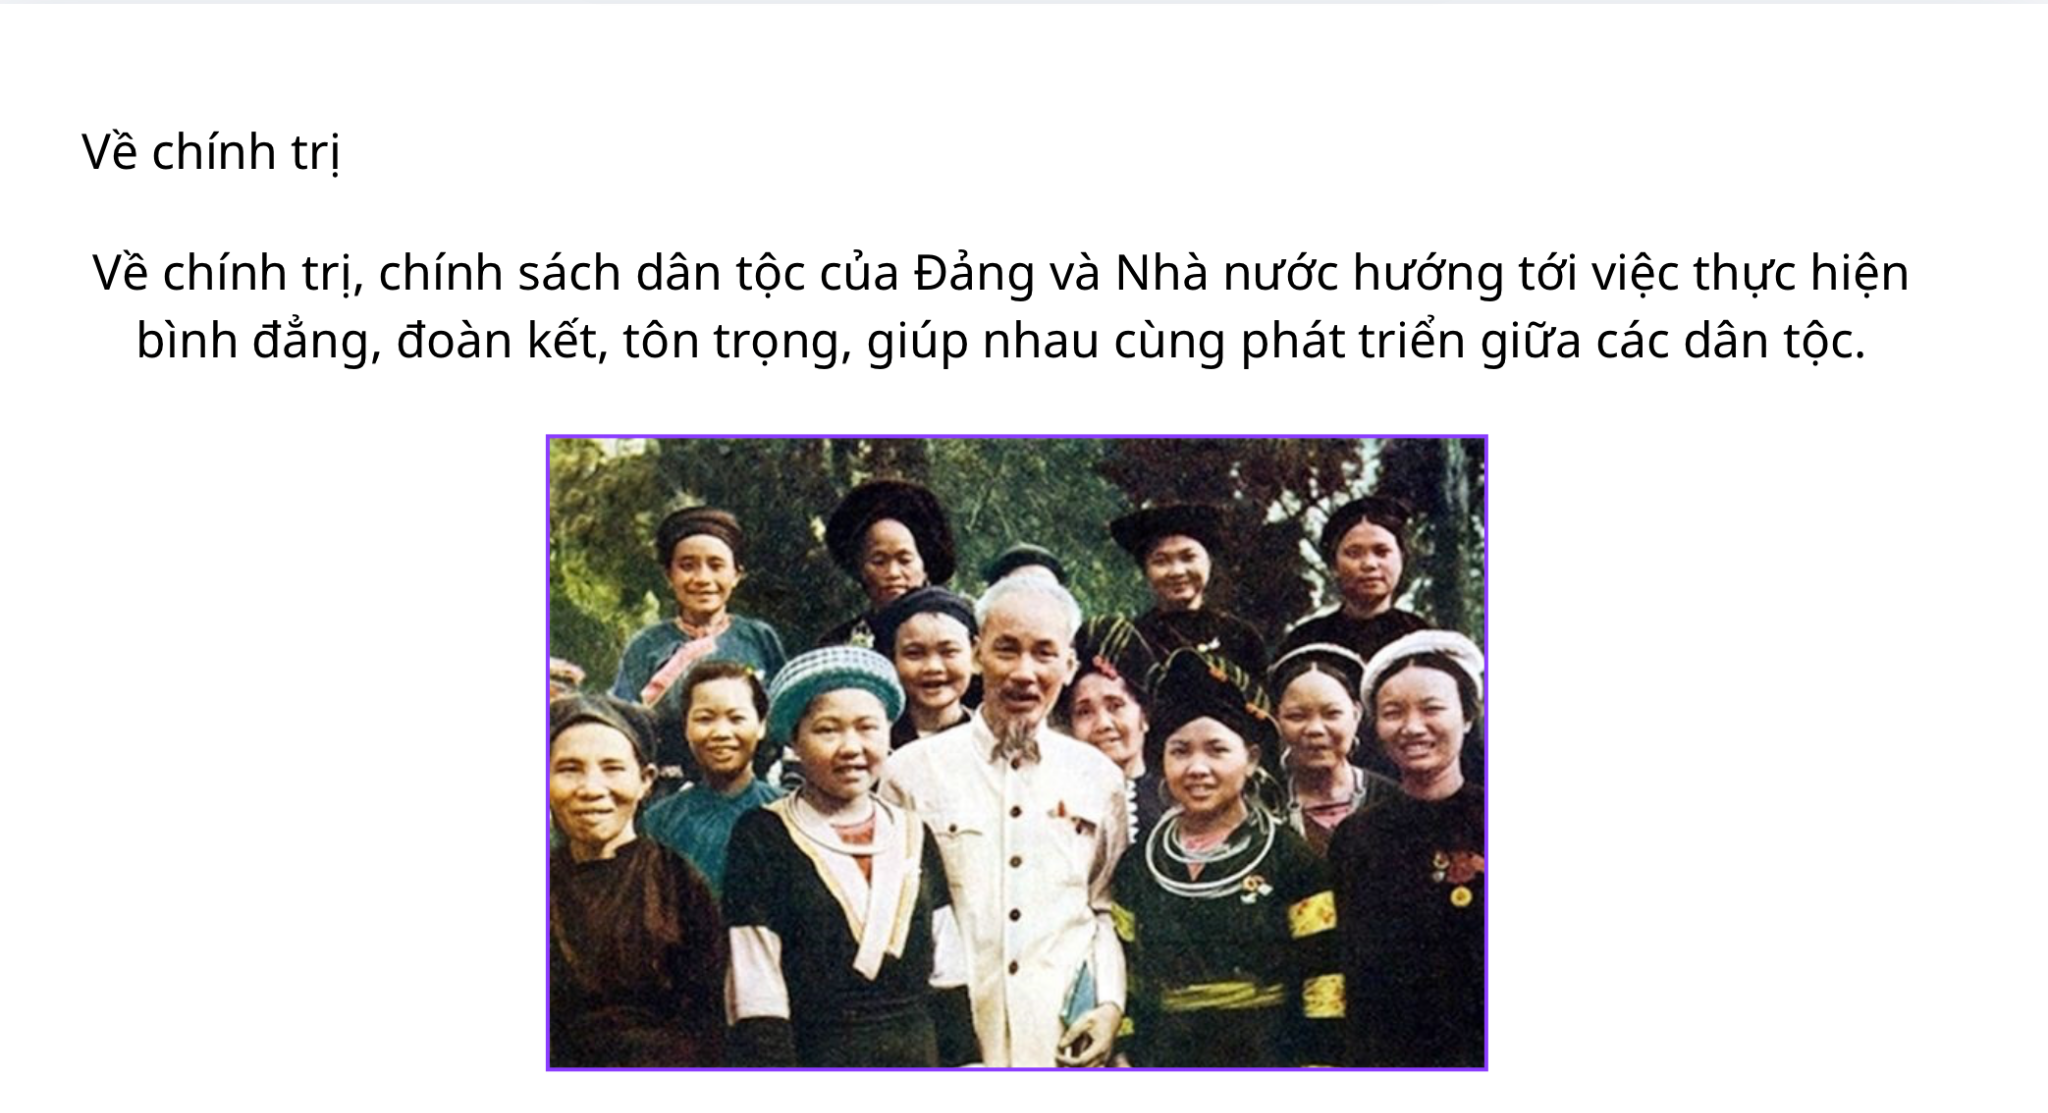 Về chính trị
Về chính trị, chính sách dân tộc của Đảng và Nhà nước hướng tới việc thực hiện
bình đẳng, đoàn kết, tôn trọng, giúp nhau cùng phát triển giữa các dân tộc.